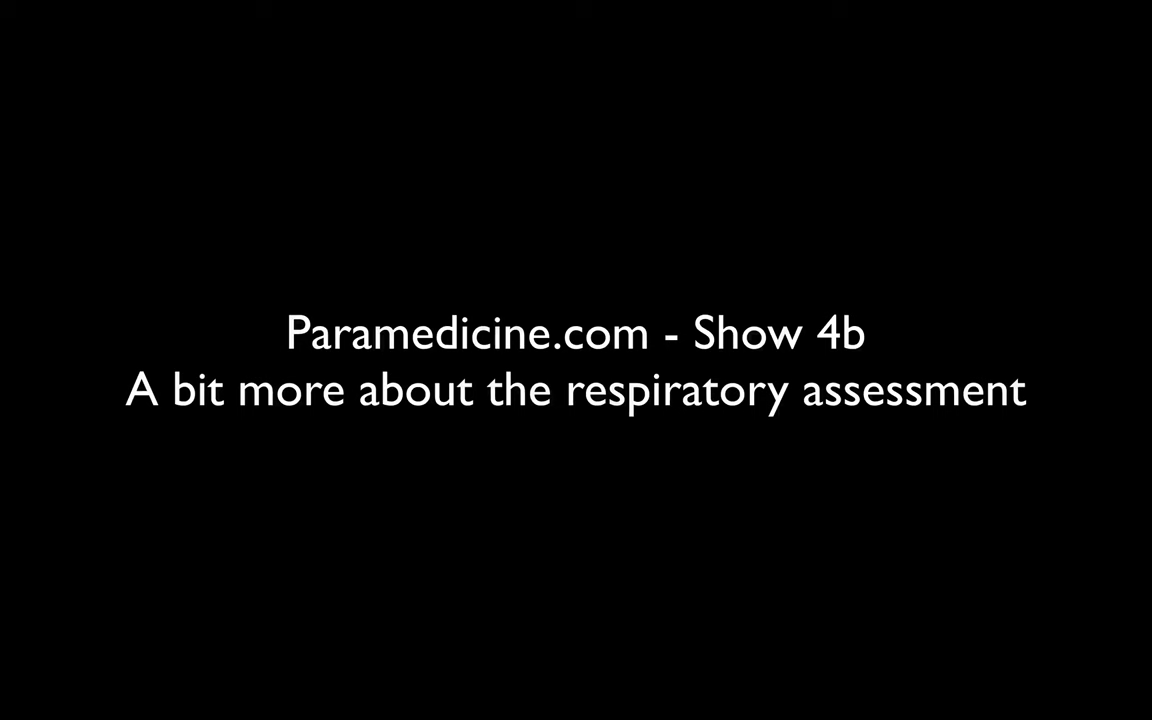 Paramedicine.com - Show 4b
A bit more about the respiratory assessment